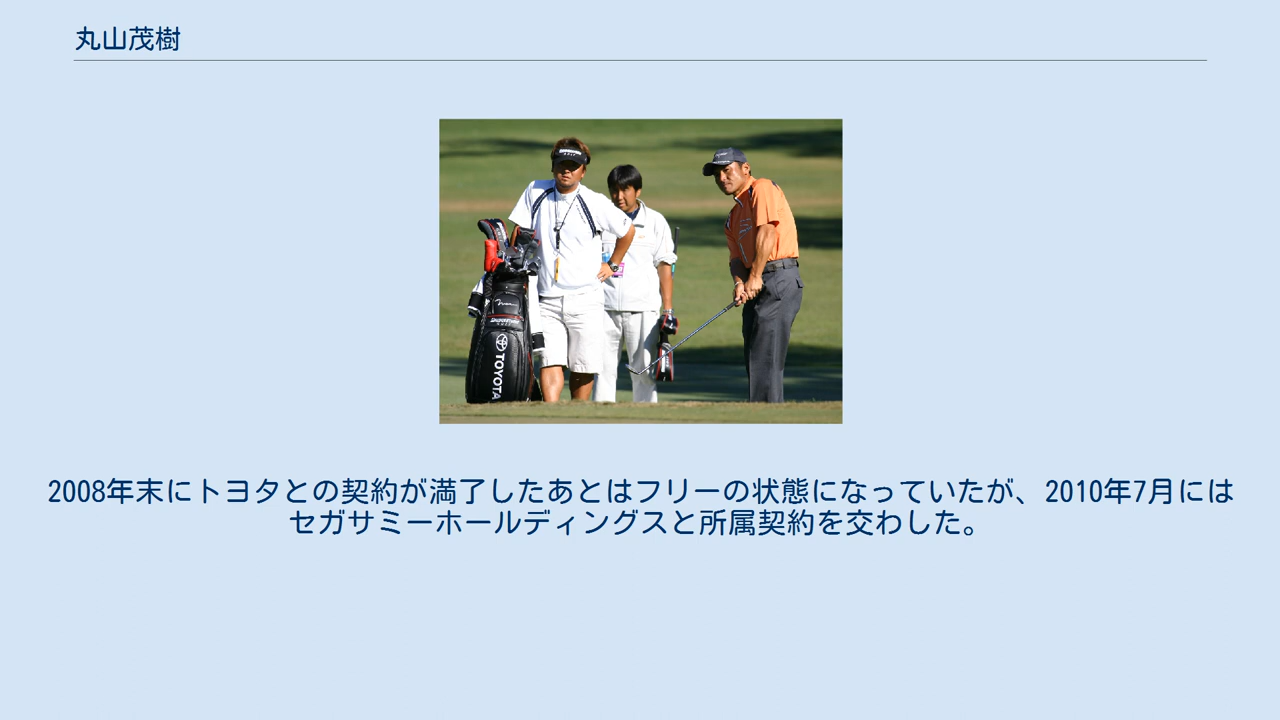 丸山茂樹
TOYOTA
2008年末にトヨタとの契約が満了したあとはフリーの状態になっていたが、2010年7月には
セガサミーホールディングスと所属契約を交わした。